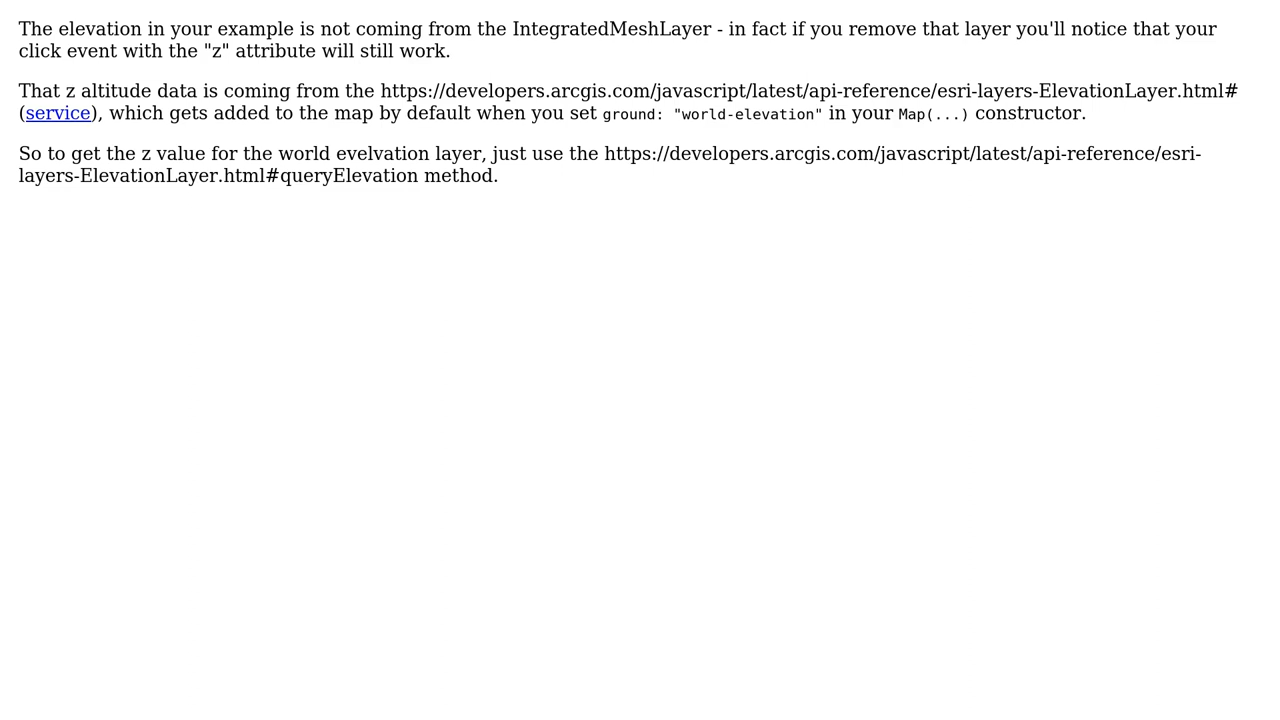 The elevation in your example is not coming from the IntegratedMeshLayer - in fact if you remove that layer you'll notice that your
click event with the "z" attribute will still work.
That z altitude data is coming from the https://developers.arcgis.com/javascript/latest/api-reference/esri-layers-ElevationLayer.html#
(service), which gets added to the map by default when you set ground: "world-elevation" in your Map(...) constructor.
So to get the z value for the world evelvation layer, just use the https://developers.arcgis.com/javascript/latest/api-reference/esri-
layers-ElevationLayer.html#queryElevation method.